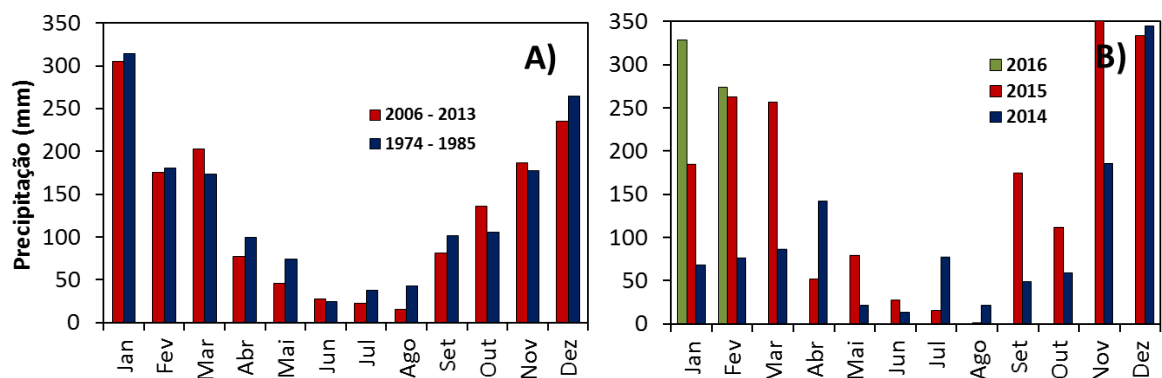 Precipitação (mm)
350
300
250
200
150
100
50
0
A)
2006 - 2013
1974 - 1985
Jan Fev Mar Abr Mai Jun Jul Ago Set Out Nov Dez
350
300
250
200
150
100
50
0
B)
2016
2015
2014
Jan Fev Mar Abr Mai Jun Jul Ago Set Out Nov Dez